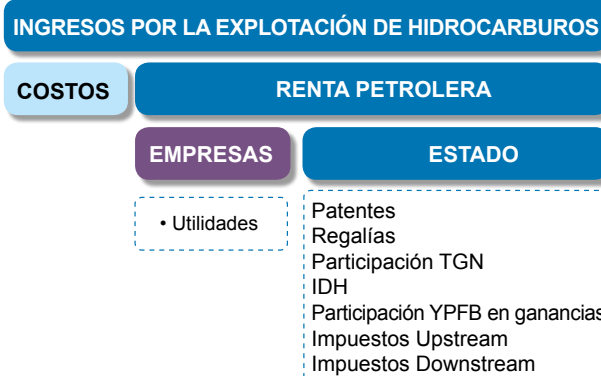 INGRESOS POR LA EXPLOTACIÓN DE HIDROCARBUROS
COSTOS
RENTA PETROLERA
EMPRESAS
ESTADO
• Utilidades
Patentes
Regalías
Participación TGN
IDH
Participación YPFB en ganancias
Impuestos Upstream
Impuestos Downstream